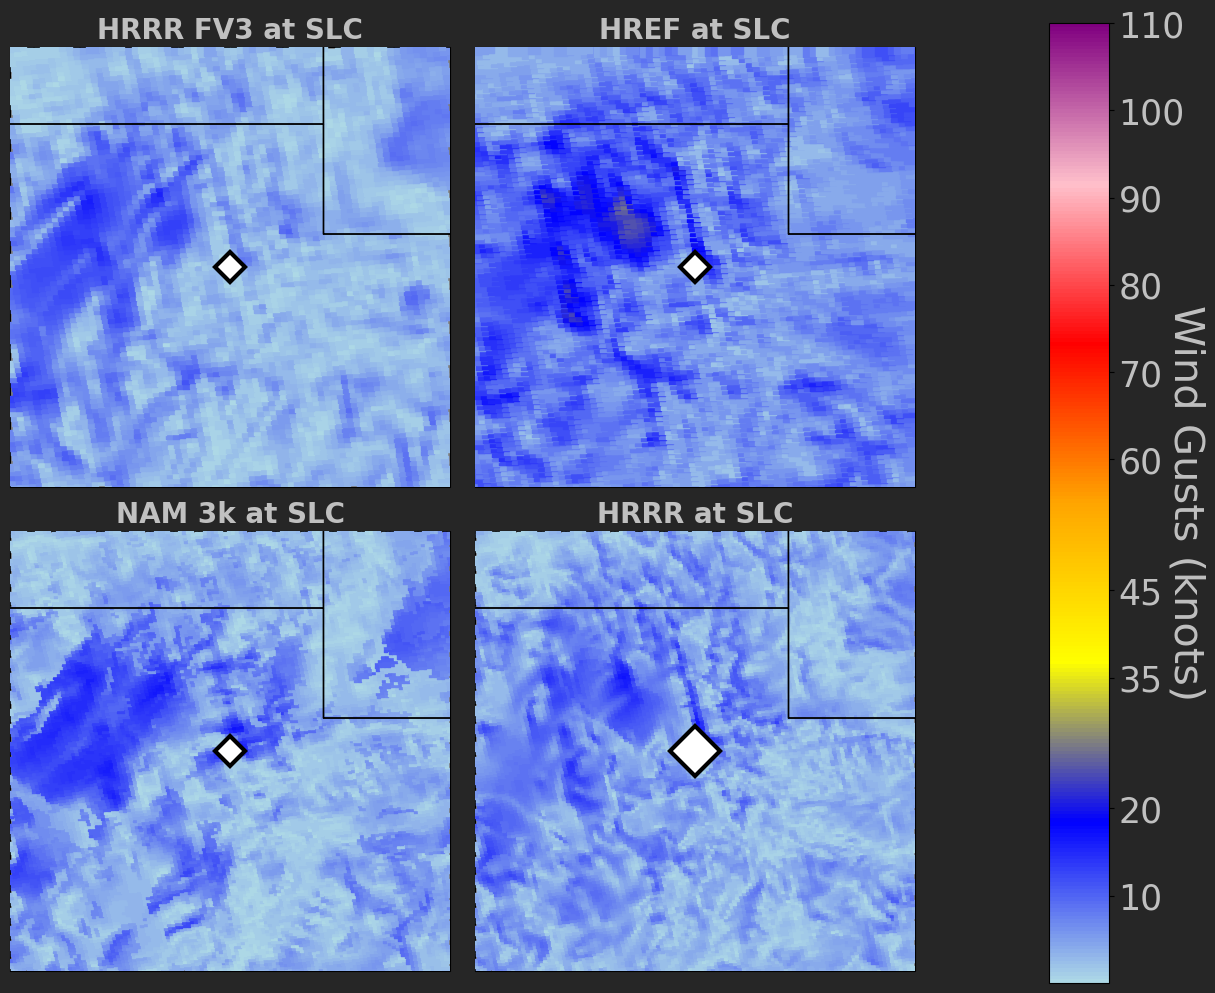 HRRR FV3 at SLC
HREF at SLC
NAM 3k at SLC
HRRR at SLC
110
100
90
80
70
60
45
35
20
10
Wind Gusts (knots)